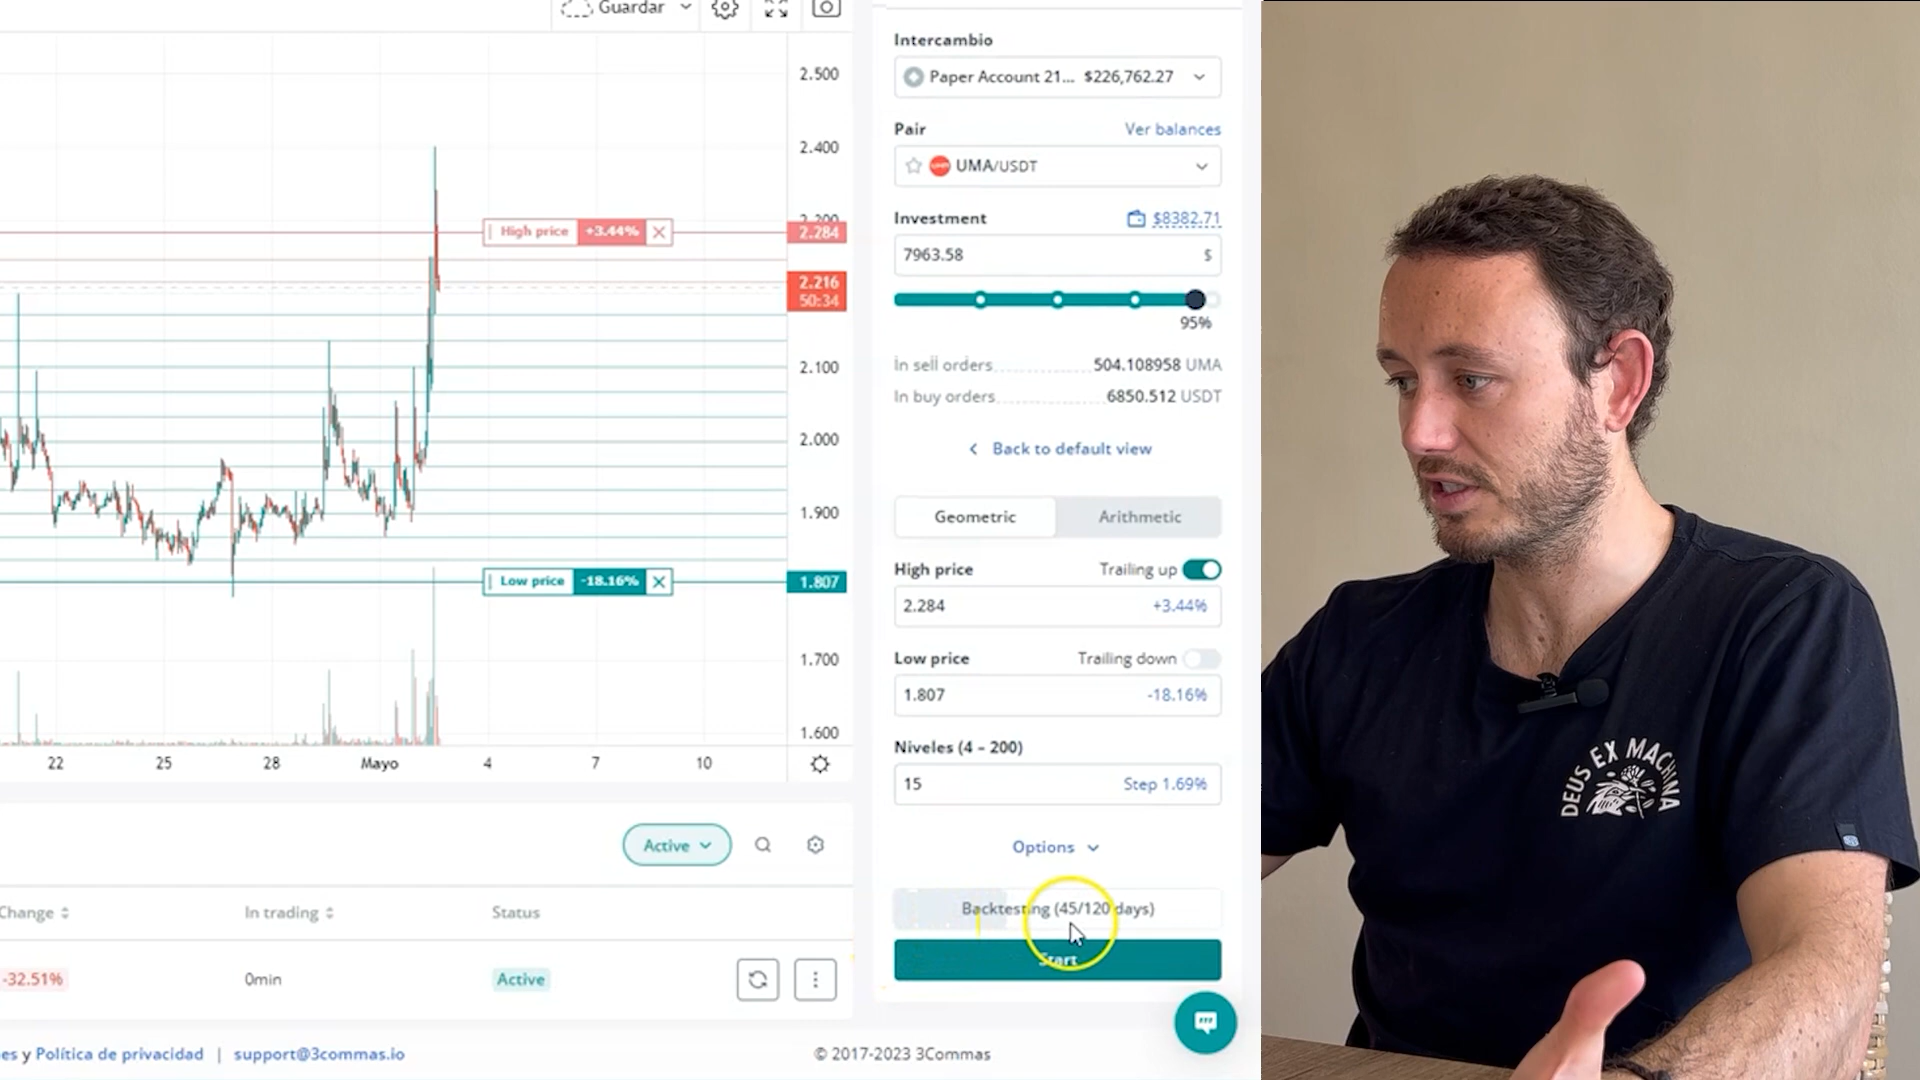 Guardar
2.500
2.400
2.200
High price +3.44%
2.284
2.216
50:34
2.100
2.000
1.900
Low price -18.16%
1.807
1.700
1.600
22 25 28 Mayo 4 7 10
Active
Change In trading Status
-32.51% 0min Active
es y Política de privacidad | support@3commas.io
© 2017-2023 3Commas
Intercambio
Paper Account 21... $226,762.27
Pair Ver balances
UMA/USDT
Investment $8382.71
7963.58 $
95%
In sell orders 504.108958 UMA
In buy orders 6850.512 USDT
Back to default view
Geometric Arithmetic
High price Trailing up
2.284 +3.44%
Low price Trailing down
1.807 -18.16%
Niveles (4 - 200)
15 Step 1.69%
Options
Backtesting (45/120 days)
Start
DEUS EX MACHINA